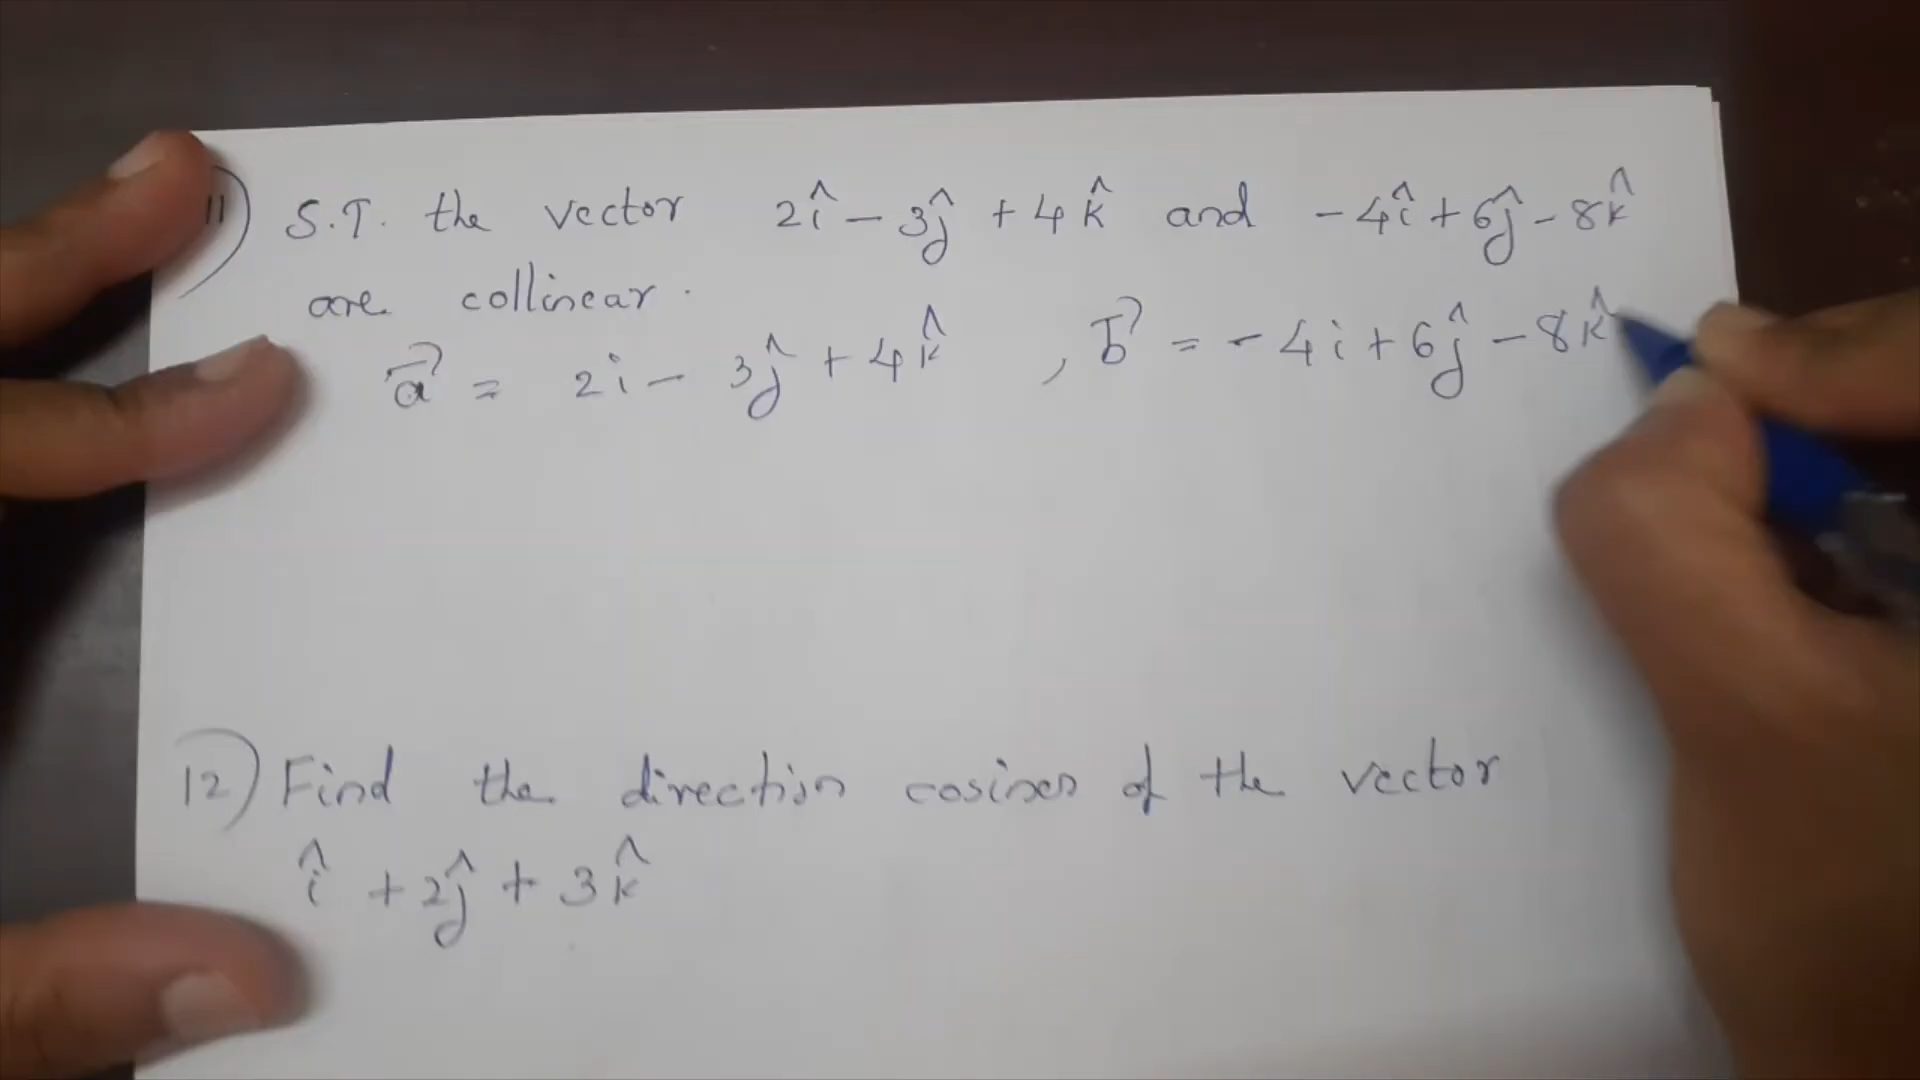 11) S.T. the vector 2î - 3ĵ + 4k̂ and - 4î + 6ĵ - 8k̂
are collinear.
a⃗ = 2i - 3ĵ + 4k̂ , b⃗ = - 4i + 6ĵ - 8k̂
12) Find the direction cosines of the vector
î + 2ĵ + 3k̂